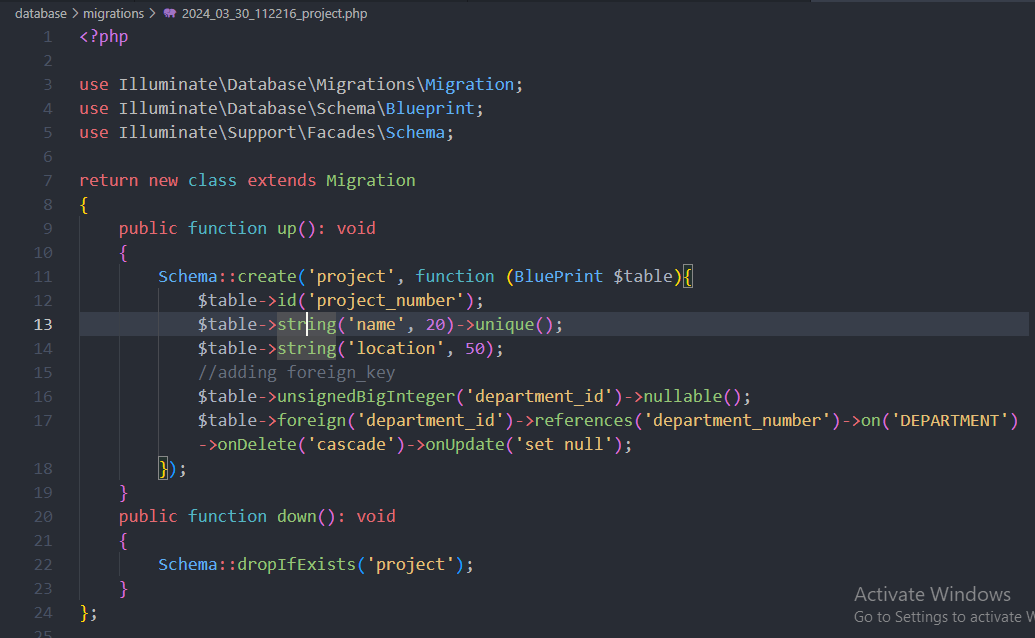 database > migrations > 2024_03_30_112216_project.php
1 <?php
2
3 use Illuminate\Database\Migrations\Migration;
4 use Illuminate\Database\Schema\Blueprint;
5 use Illuminate\Support\Facades\Schema;
6
7 return new class extends Migration
8 {
9     public function up(): void
10     {
11         Schema::create('project', function (BluePrint $table){
12             $table->id('project_number');
13             $table->string('name', 20)->unique();
14             $table->string('location', 50);
15             //adding foreign_key
16             $table->unsignedBigInteger('department_id')->nullable();
17             $table->foreign('department_id')->references('department_number')->on('DEPARTMENT')
            ->onDelete('cascade')->onUpdate('set null');
18         });
19     }
20     public function down(): void
21     {
22         Schema::dropIfExists('project');
23     }
24 };
25
Activate Windows
Go to Settings to activate W